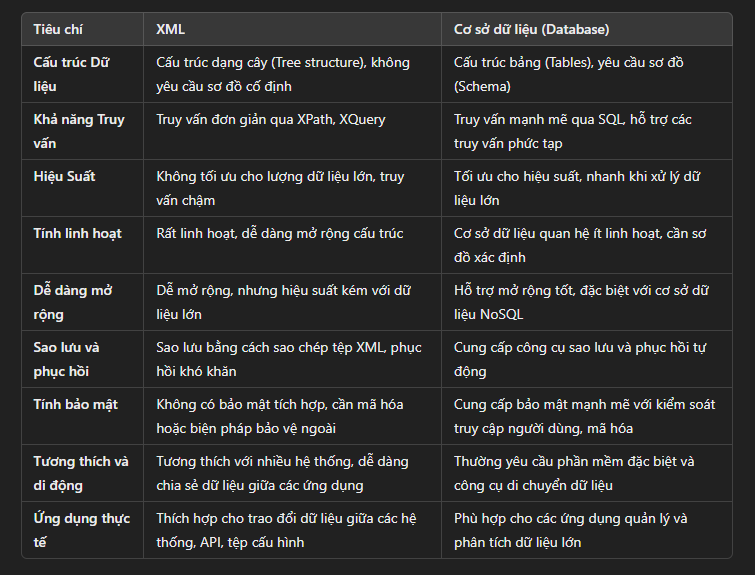 Tiêu chí XML Cơ sở dữ liệu (Database)
Cấu trúc Dữ Cấu trúc dạng cây (Tree structure), không Cấu trúc bảng (Tables), yêu cầu sơ đồ
liệu yêu cầu sơ đồ cố định (Schema)
Khả năng Truy Truy vấn đơn giản qua XPath, XQuery Truy vấn mạnh mẽ qua SQL, hỗ trợ các
vấn truy vấn phức tạp
Hiệu Suất Không tối ưu cho lượng dữ liệu lớn, truy Tối ưu cho hiệu suất, nhanh khi xử lý dữ
vấn chậm liệu lớn
Tính linh hoạt Rất linh hoạt, dễ dàng mở rộng cấu trúc Cơ sở dữ liệu quan hệ ít linh hoạt, cần sơ
đồ xác định
Dễ dàng mở Dễ mở rộng, nhưng hiệu suất kém với dữ Hỗ trợ mở rộng tốt, đặc biệt với cơ sở dữ
rộng liệu lớn liệu NoSQL
Sao lưu và Sao lưu bằng cách sao chép tệp XML, phục Cung cấp công cụ sao lưu và phục hồi tự
phục hồi hồi khó khăn động
Tính bảo mật Không có bảo mật tích hợp, cần mã hóa Cung cấp bảo mật mạnh mẽ với kiểm soát
hoặc biện pháp bảo vệ ngoài truy cập người dùng, mã hóa
Tương thích và Tương thích với nhiều hệ thống, dễ dàng Thường yêu cầu phần mềm đặc biệt và
di động chia sẻ dữ liệu giữa các ứng dụng công cụ di chuyển dữ liệu
Ứng dụng thực Thích hợp cho trao đổi dữ liệu giữa các hệ Phù hợp cho các ứng dụng quản lý và
tế thống, API, tệp cấu hình phân tích dữ liệu lớn